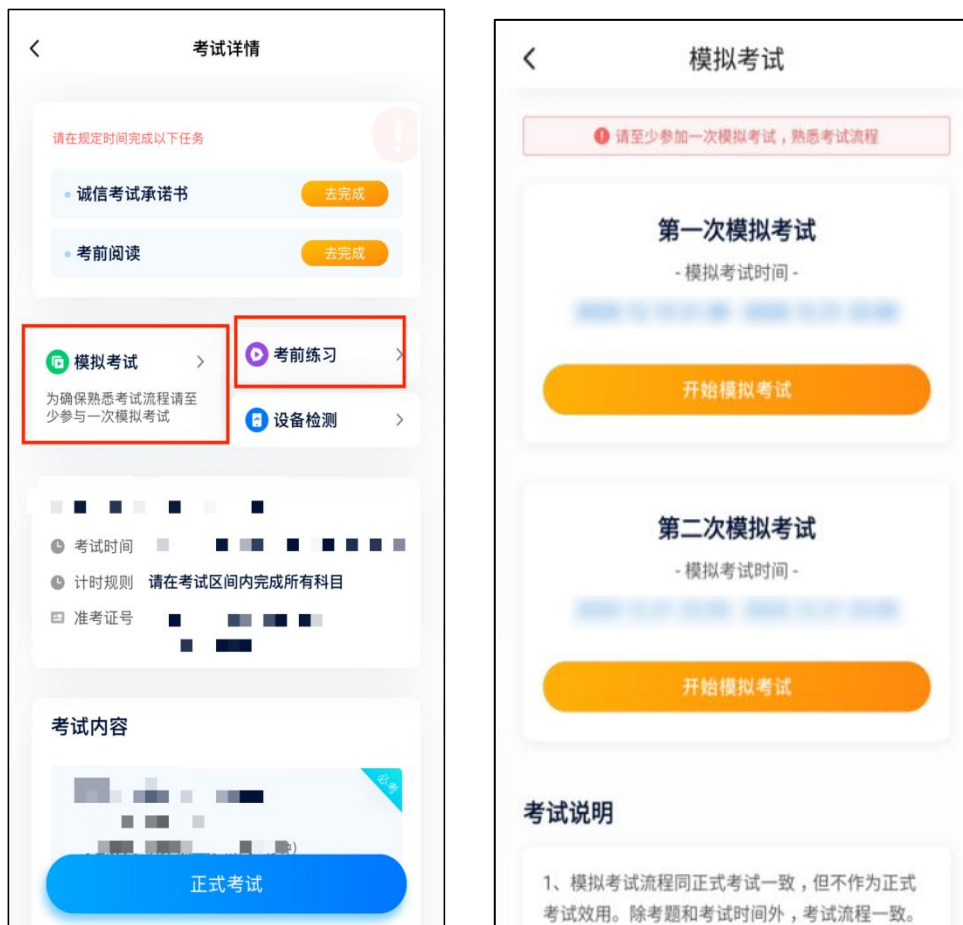 考试详情
请在规定时间完成以下任务
诚信考试承诺书
去完成
考前阅读
去完成
模拟考试
为确保熟悉考试流程请至
少参与一次模拟考试
考前练习
设备检测
考试时间
计时规则 请在考试区间内完成所有科目
准考证号
考试内容
必考
正式考试
模拟考试
请至少参加一次模拟考试,熟悉考试流程
第一次模拟考试
- 模拟考试时间 -
开始模拟考试
第二次模拟考试
- 模拟考试时间 -
开始模拟考试
考试说明
1、模拟考试流程同正式考试一致,但不作为正式
考试效用。除考题和考试时间外,考试流程一致。